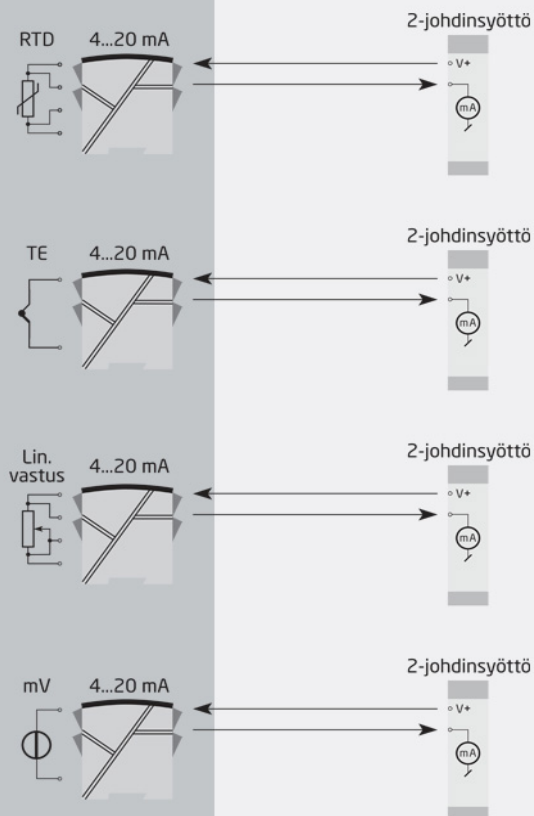 2-johdinsyöttö
RTD 4...20 mA
V+
mA
2-johdinsyöttö
TE 4...20 mA
V+
mA
2-johdinsyöttö
Lin.
vastus 4...20 mA
V+
mA
2-johdinsyöttö
mV 4...20 mA
V+
mA